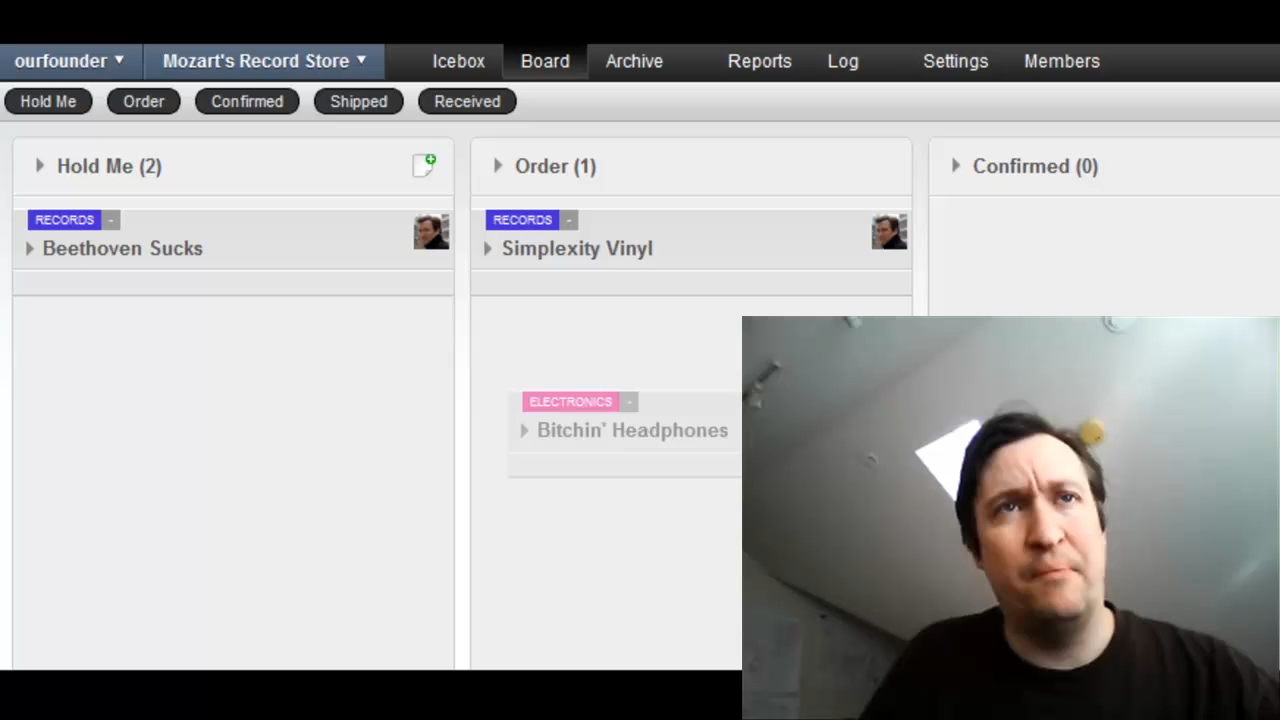 ourfounder Mozart's Record Store Icebox Board Archive Reports Log Settings Members
Hold Me Order Confirmed Shipped Received
Hold Me (2) Order (1) Confirmed (0)
RECORDS - RECORDS -
Beethoven Sucks Simplexity Vinyl
ELECTRONICS -
Bitchin' Headphones